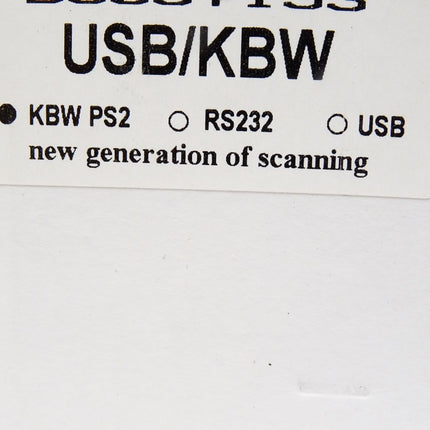 USB/KBW
KBW PS2 RS232 USB
new generation of scanning